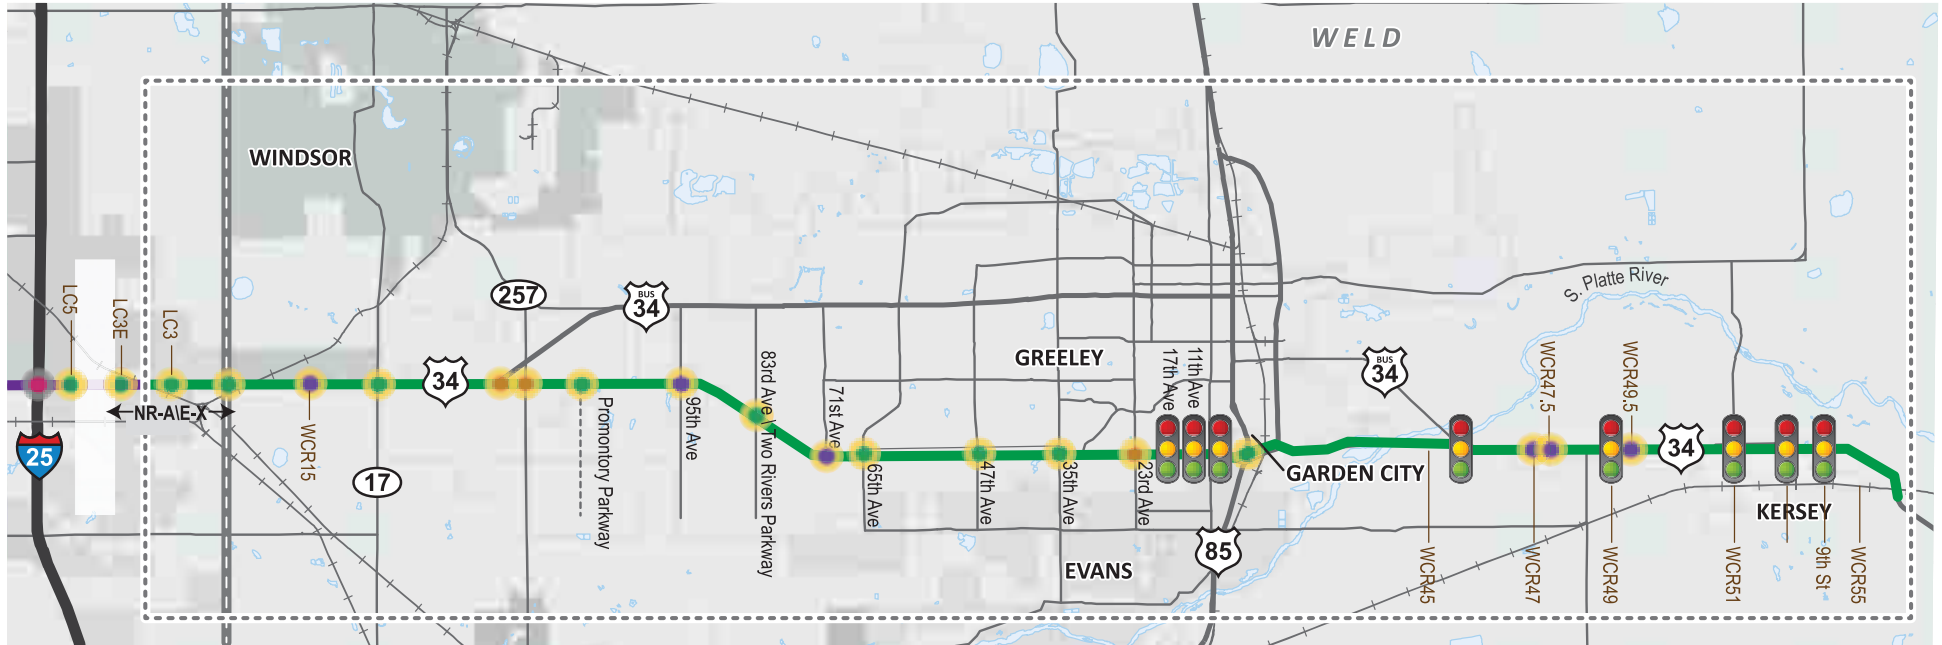 WELD
WINDSOR
LC5
LC3E
LC3
257
BUS
34
S. Platte River
GREELEY
17th Ave
11th Ave
BUS
34
WCR47.5
WCR49.5
34
NR-A\E-X
25
WCR15
17
Promontory Parkway
95th Ave
83rd Ave\Two Rivers Parkway
71st Ave
65th Ave
47th Ave
35th Ave
23rd Ave
GARDEN CITY
34
85
EVANS
KERSEY
WCR45
WCR47
WCR49
WCR51
9th St
WCR55